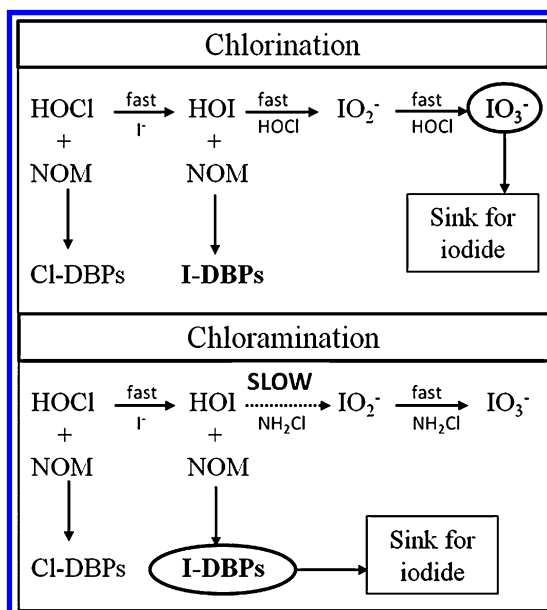 Chlorination
fast fast fast
HOCl HOI IO₂⁻ IO₃⁻
I⁻ HOCl HOCl
+ +
NOM NOM
Sink for
iodide
Cl-DBPs I-DBPs
Chloramination
SLOW
fast fast
HOCl HOI IO₂⁻ IO₃⁻
I⁻ NH₂Cl NH₂Cl
+ +
NOM NOM
Sink for
iodide
Cl-DBPs I-DBPs